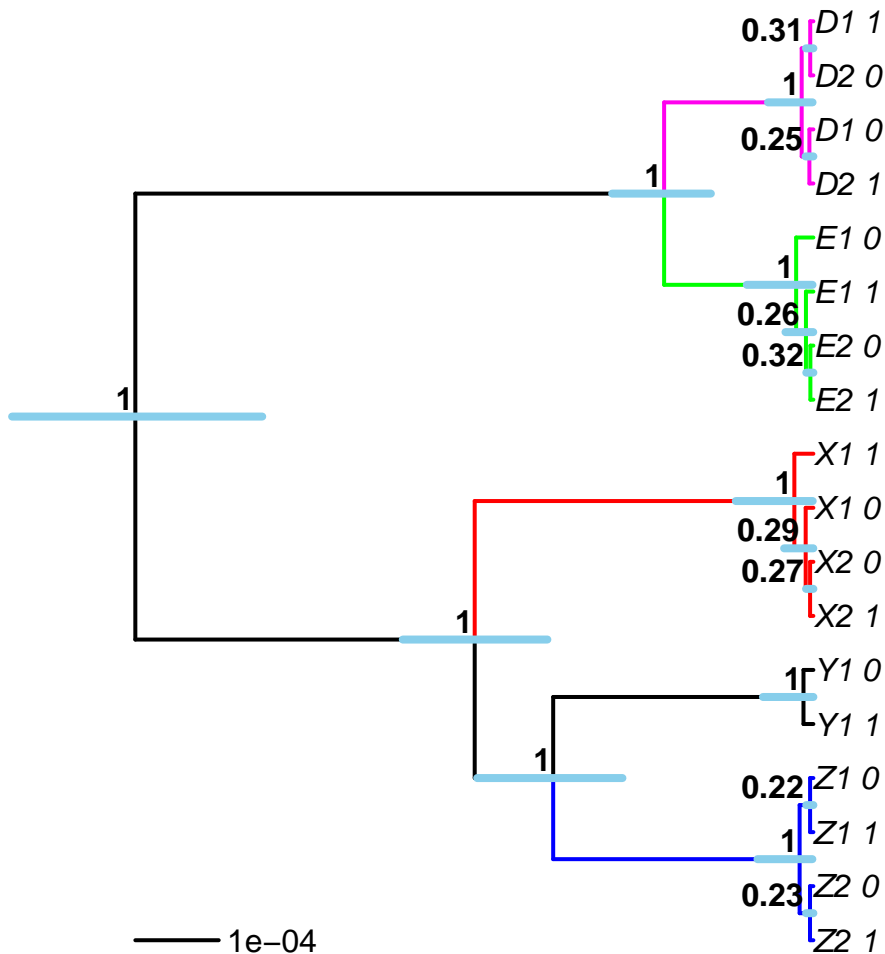 0.31
D1 1
D2 0
1
D1 0
0.25
D2 1
1
E1 0
1
E1 1
0.26
E2 0
0.32
E2 1
1
X1 1
1
X1 0
0.29
X2 0
0.27
X2 1
1
Y1 0
1
Y1 1
1
Z1 0
0.22
Z1 1
1
Z2 0
0.23
Z2 1
1e−04